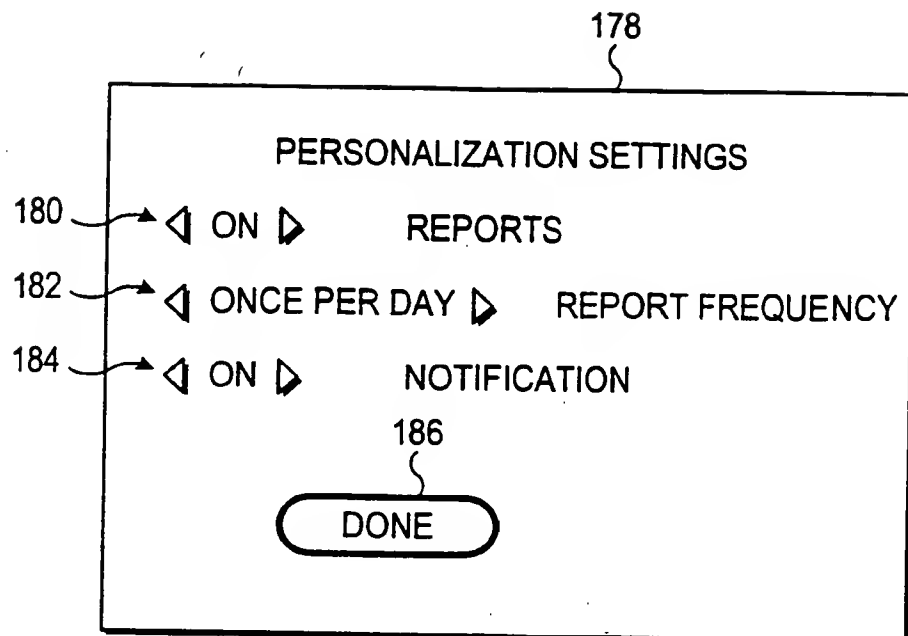 178
PERSONALIZATION SETTINGS
180 ON REPORTS
182 ONCE PER DAY REPORT FREQUENCY
184 ON NOTIFICATION
186
DONE